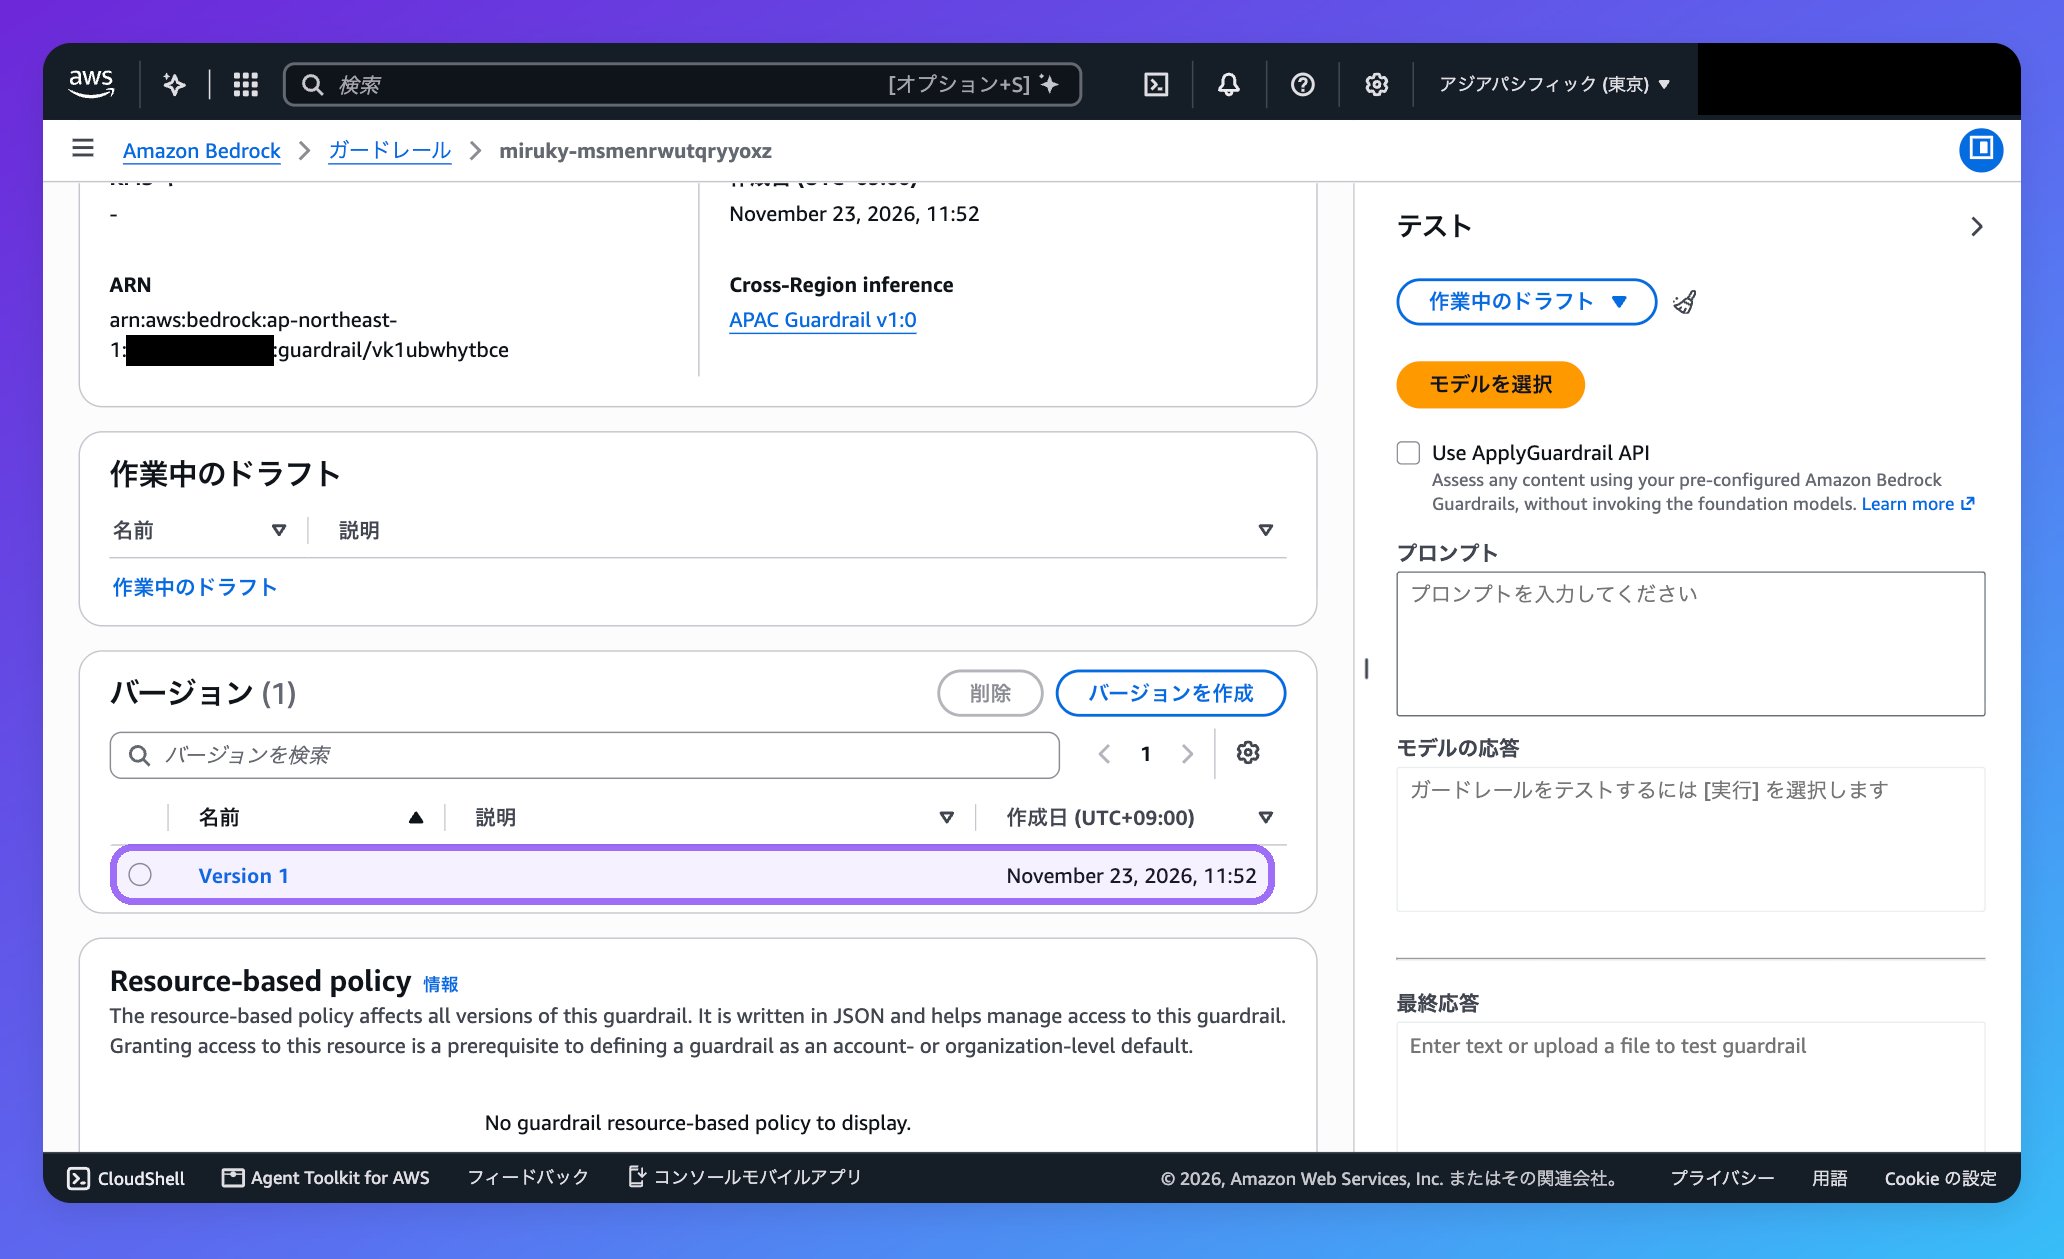 aws
検索
[オプション+S]
アジアパシフィック (東京)
Amazon Bedrock
ガードレール
miruky-msmenrwutqryyoxz
-
November 23, 2026, 11:52
ARN
arn:aws:bedrock:ap-northeast-
1:
:guardrail/vk1ubwhytbce
Cross-Region inference
APAC Guardrail v1:0
作業中のドラフト
名前
説明
作業中のドラフト
バージョン (1)
削除
バージョンを作成
バージョンを検索
1
名前
説明
作成日 (UTC+09:00)
Version 1
November 23, 2026, 11:52
Resource-based policy 情報
The resource-based policy affects all versions of this guardrail. It is written in JSON and helps manage access to this guardrail.
Granting access to this resource is a prerequisite to defining a guardrail as an account- or organization-level default.
No guardrail resource-based policy to display.
テスト
作業中のドラフト
モデルを選択
Use ApplyGuardrail API
Assess any content using your pre-configured Amazon Bedrock
Guardrails, without invoking the foundation models. Learn more
プロンプト
プロンプトを入力してください
モデルの応答
ガードレールをテストするには [実行] を選択します
最終応答
Enter text or upload a file to test guardrail
CloudShell
Agent Toolkit for AWS
フィードバック
コンソールモバイルアプリ
© 2026, Amazon Web Services, Inc. またはその関連会社。
プライバシー
用語
Cookie の設定